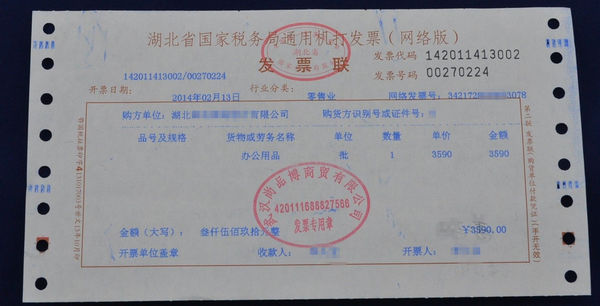 湖北省国家税务局通用机打发票（网络版）
发票联
发票代码 142011413002
发票号码 00270224
142011413002/00270224
开票日期： 2014年02月13日 行业分类： 零售业 网络发票号：3421729 3078
购方单位：湖北 有限公司 购货方识别号或证件号：
品号及规格 货物或劳务名称 单位 数量 单价 金额
办公用品 批 1 3590 3590
武汉尚品博商贸有限公司
420111686827586
发票专用章
金额（大写）： 叁仟伍佰玖拾元整 ￥3590.00
开票单位盖章 收款人： 开票人：
第二联 发票联（购货单位付款凭证）（手开无效）